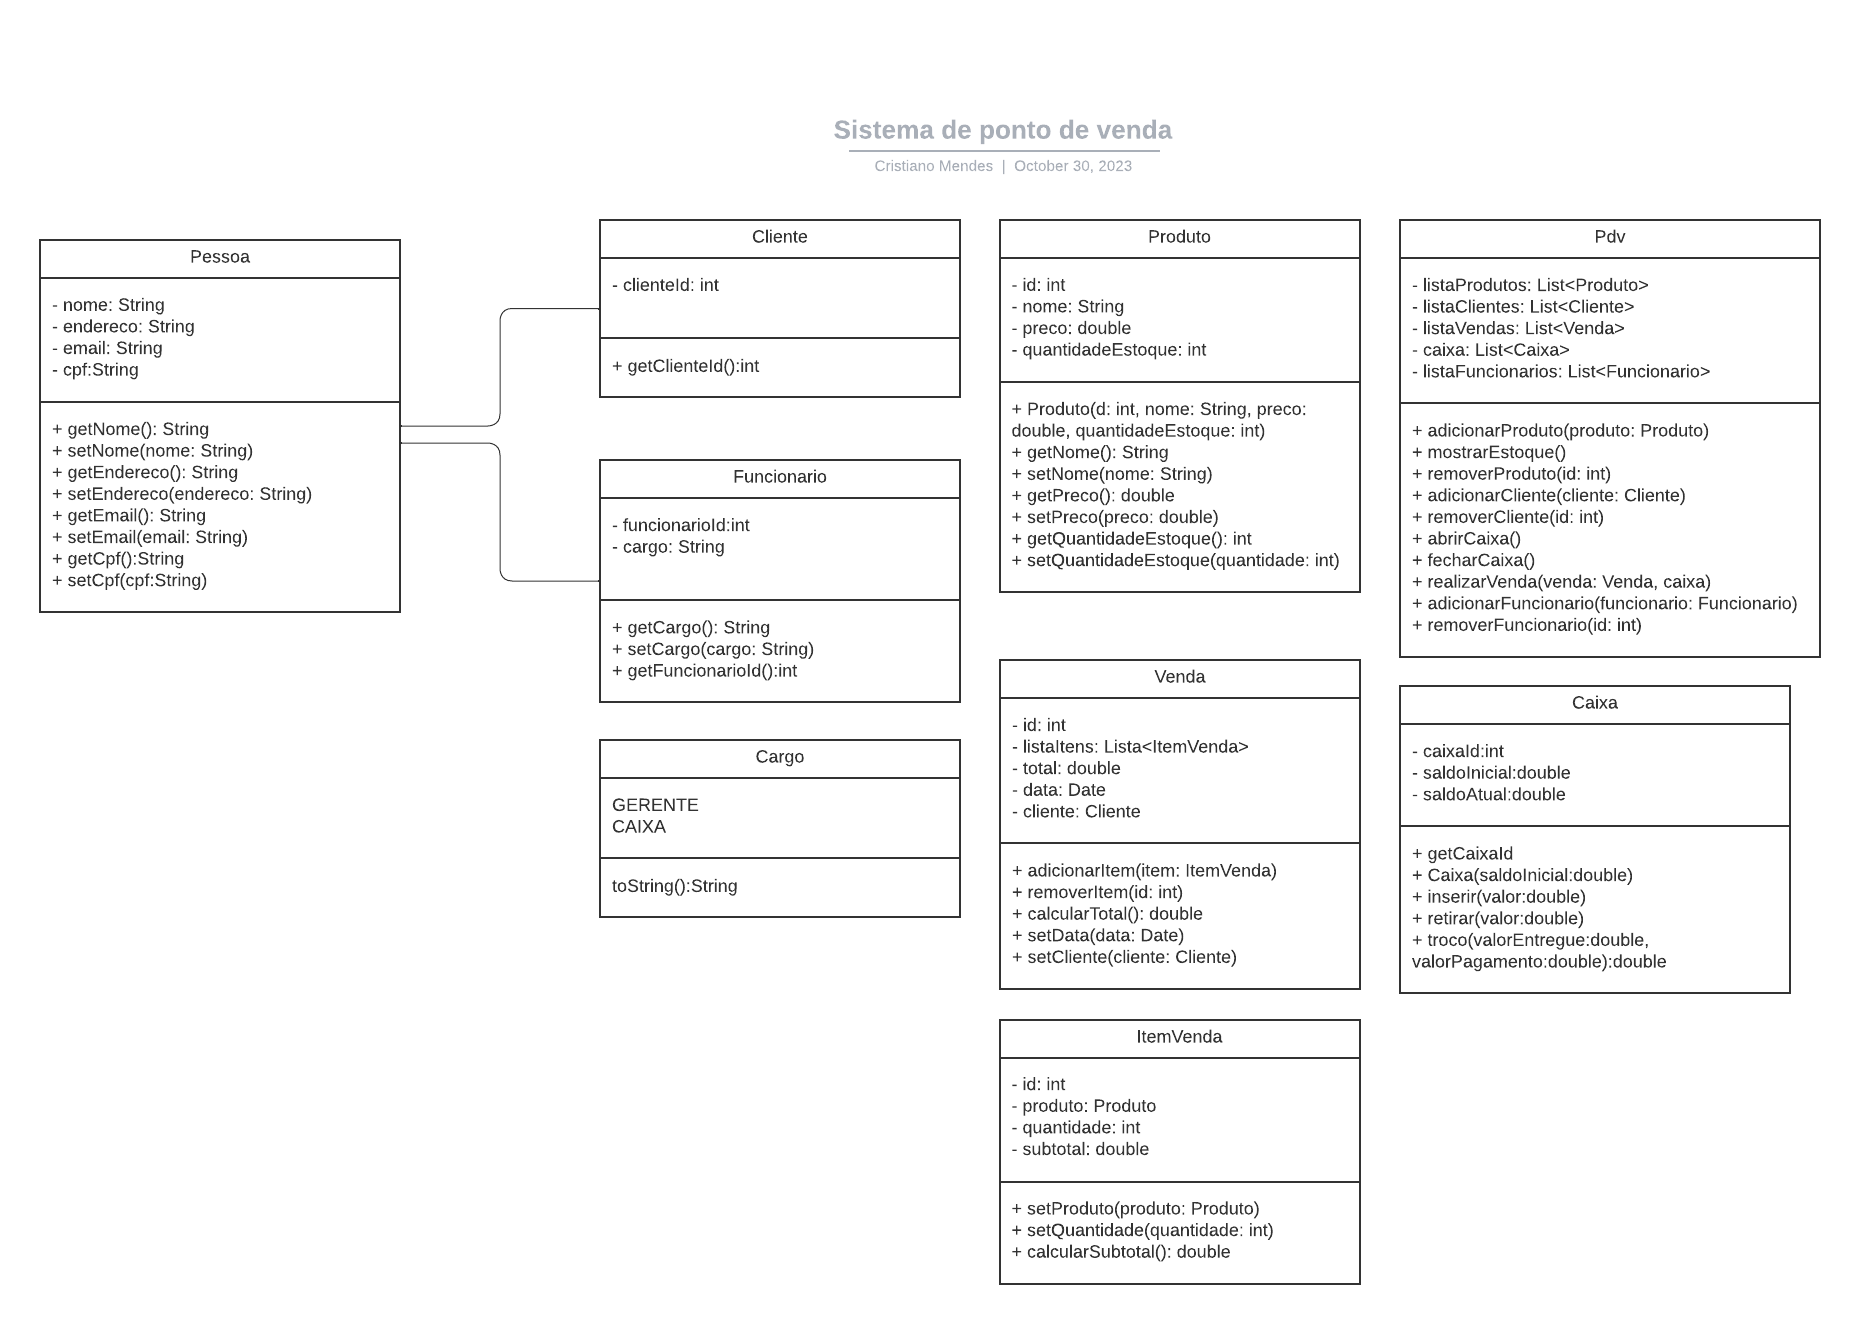 Sistema de ponto de venda
Cristiano Mendes | October 30, 2023
Pessoa
- nome: String
- endereco: String
- email: String
- cpf:String
+ getNome(): String
+ setNome(nome: String)
+ getEndereco(): String
+ setEndereco(endereco: String)
+ getEmail(): String
+ setEmail(email: String)
+ getCpf():String
+ setCpf(cpf:String)
Cliente
- clienteId: int
+ getClienteId():int
Funcionario
- funcionarioId:int
- cargo: String
+ getCargo(): String
+ setCargo(cargo: String)
+ getFuncionarioId():int
Cargo
GERENTE
CAIXA
toString():String
Produto
- id: int
- nome: String
- preco: double
- quantidadeEstoque: int
+ Produto(d: int, nome: String, preco:
double, quantidadeEstoque: int)
+ getNome(): String
+ setNome(nome: String)
+ getPreco(): double
+ setPreco(preco: double)
+ getQuantidadeEstoque(): int
+ setQuantidadeEstoque(quantidade: int)
Venda
- id: int
- listaItens: Lista<ItemVenda>
- total: double
- data: Date
- cliente: Cliente
+ adicionarItem(item: ItemVenda)
+ removerItem(id: int)
+ calcularTotal(): double
+ setData(data: Date)
+ setCliente(cliente: Cliente)
ItemVenda
- id: int
- produto: Produto
- quantidade: int
- subtotal: double
+ setProduto(produto: Produto)
+ setQuantidade(quantidade: int)
+ calcularSubtotal(): double
Pdv
- listaProdutos: List<Produto>
- listaClientes: List<Cliente>
- listaVendas: List<Venda>
- caixa: List<Caixa>
- listaFuncionarios: List<Funcionario>
+ adicionarProduto(produto: Produto)
+ mostrarEstoque()
+ removerProduto(id: int)
+ adicionarCliente(cliente: Cliente)
+ removerCliente(id: int)
+ abrirCaixa()
+ fecharCaixa()
+ realizarVenda(venda: Venda, caixa)
+ adicionarFuncionario(funcionario: Funcionario)
+ removerFuncionario(id: int)
Caixa
- caixaId:int
- saldoInicial:double
- saldoAtual:double
+ getCaixaId
+ Caixa(saldoInicial:double)
+ inserir(valor:double)
+ retirar(valor:double)
+ troco(valorEntregue:double,
valorPagamento:double):double